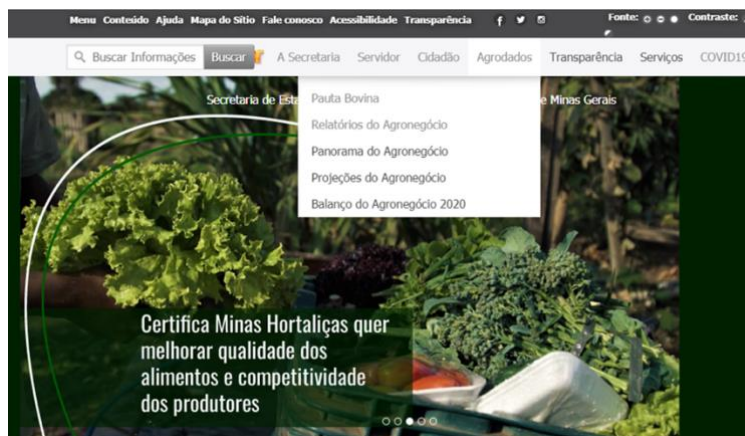 Menu Conteúdo Ajuda Mapa do Sítio Fale conosco Acessibilidade Transparência Fonte: Contraste:
Buscar Informações Buscar A Secretaria Servidor Cidadão Agrodados Transparência Serviços COVID19
Secretaria de Esta e Minas Gerais
Pauta Bovina
Relatórios do Agronegócio
Panorama do Agronegócio
Projeções do Agronegócio
Balanço do Agronegócio 2020
Certifica Minas Hortaliças quer
melhorar qualidade dos
alimentos e competitividade
dos produtores